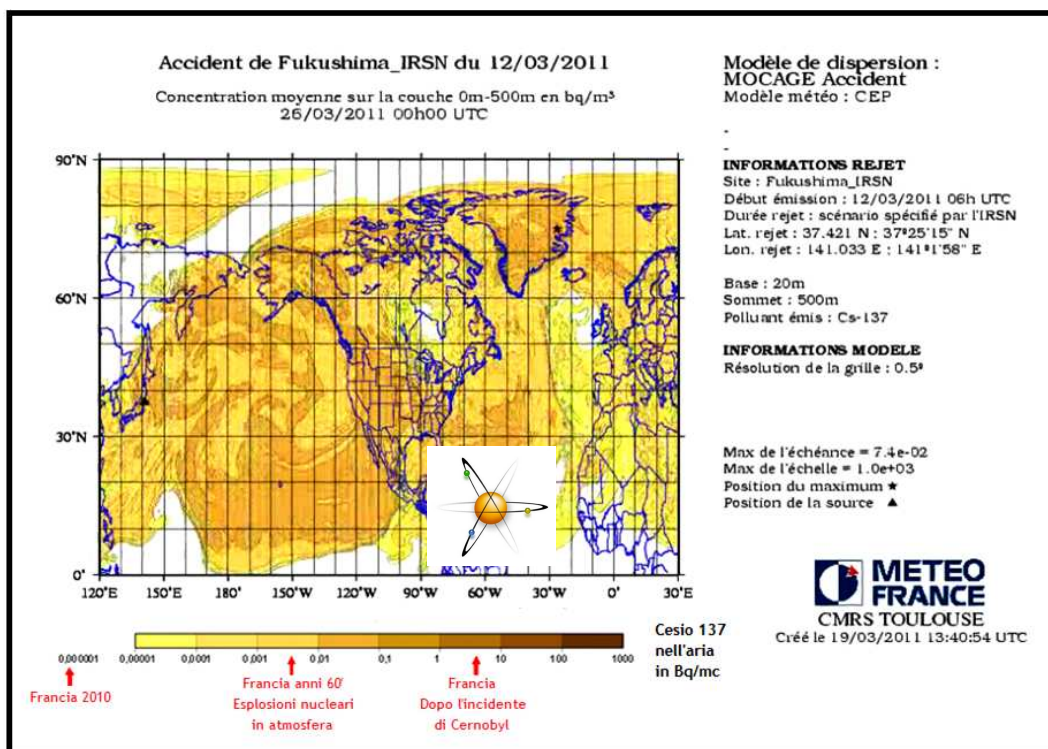 Accident de Fukushima_IRSN du 12/03/2011
Concentration moyenne sur la couche 0m-500m en bq/m³
26/03/2011 00h00 UTC
Modèle de dispersion :
MOCAGE Accident
Modèle météo : CEP
-
-
INFORMATIONS REJET
Site : Fukushima_IRSN
Début émission : 12/03/2011 06h UTC
Durée rejet : scénario spécifié par l'IRSN
Lat. rejet : 37.421 N ; 37º25'15" N
Lon. rejet : 141.033 E ; 141º1'58" E
Base : 20m
Sommet : 500m
Polluant émis : Cs-137
INFORMATIONS MODELE
Résolution de la grille : 0.5º
Max de l'échéance = 7.4e-02
Max de l'échelle = 1.0e+03
Position du maximum ★
Position de la source ▲
90°N
60°N
30°N
0°
120°E 150°E 180° 150°W 120°W 90°W 60°W 30°W 0° 30°E
METEO
FRANCE
CMRS TOULOUSE
Créé le 19/03/2011 13:40:54 UTC
0,000001 0,00001 0,0001 0,001 0,01 0,1 1 10 100 1000
Cesio 137
nell'aria
in Bq/mc
Francia 2010
Francia anni 60'
Esplosioni nucleari
in atmosfera
Francia
Dopo l'incidente
di Cernobyl